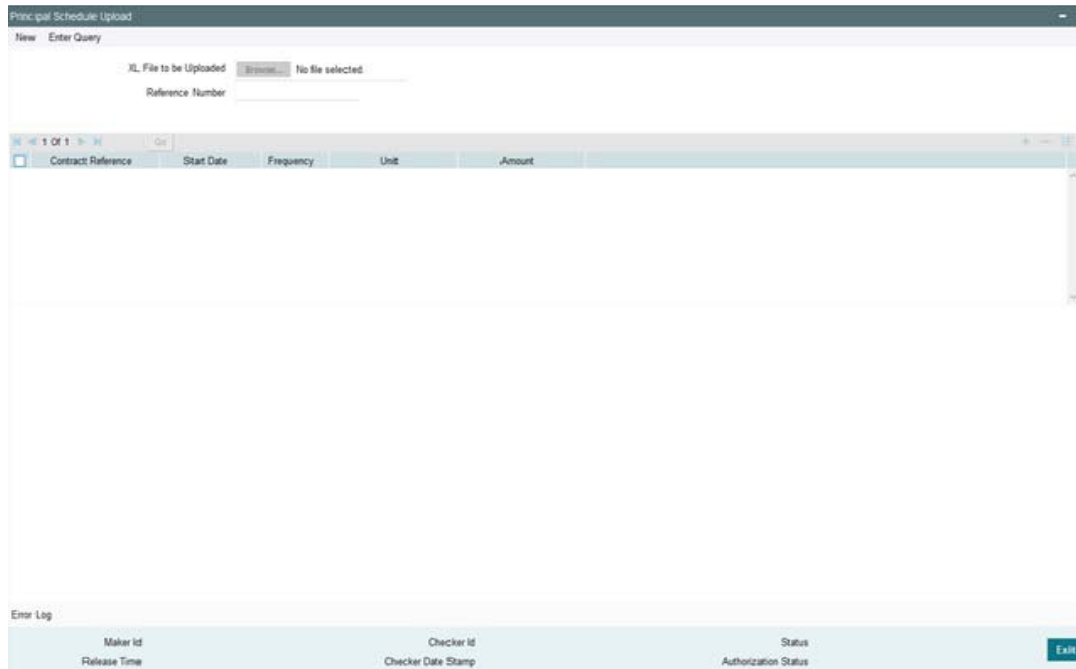 Principal Schedule Upload
New Enter Query
XL File to be Uploaded Browse... No file selected.
Reference Number
1 Of 1 Go
Contract Reference Start Date Frequency Unit Amount
Error Log
Maker Id Checker Id Status
Release Time Checker Date Stamp Authorization Status
Exit